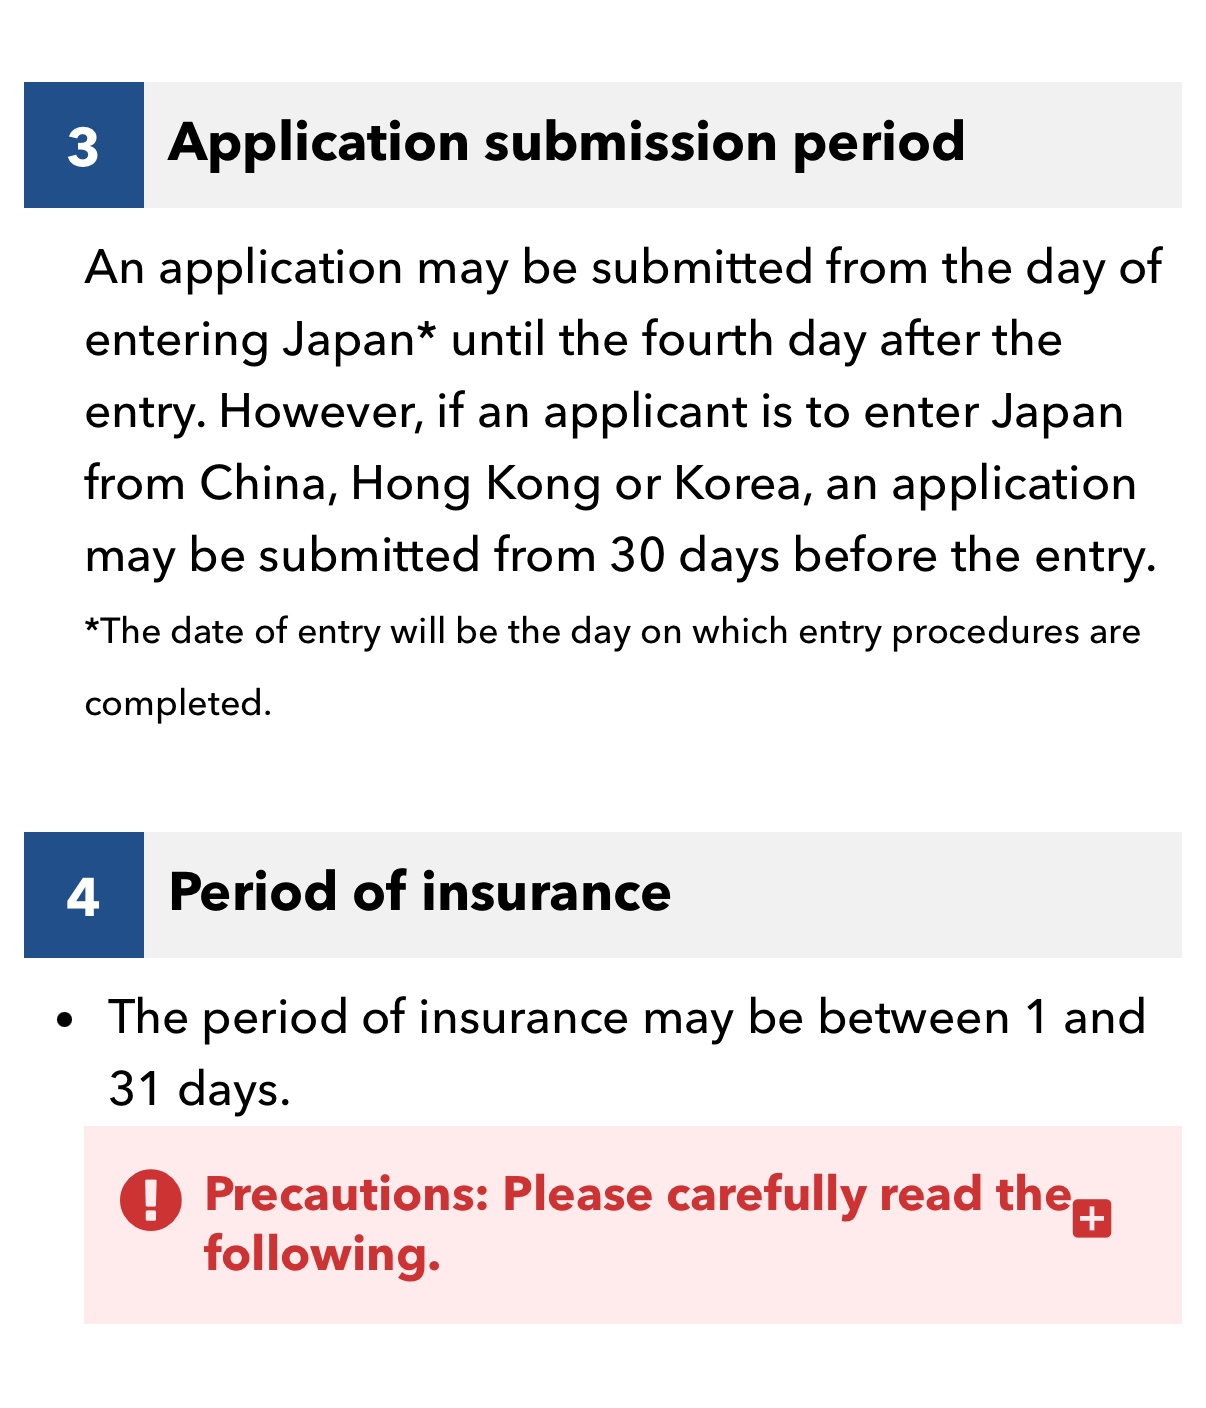 3 Application submission period
An application may be submitted from the day of
entering Japan* until the fourth day after the
entry. However, if an applicant is to enter Japan
from China, Hong Kong or Korea, an application
may be submitted from 30 days before the entry.
*The date of entry will be the day on which entry procedures are
completed.
4 Period of insurance
• The period of insurance may be between 1 and
31 days.
Precautions: Please carefully read the
following.